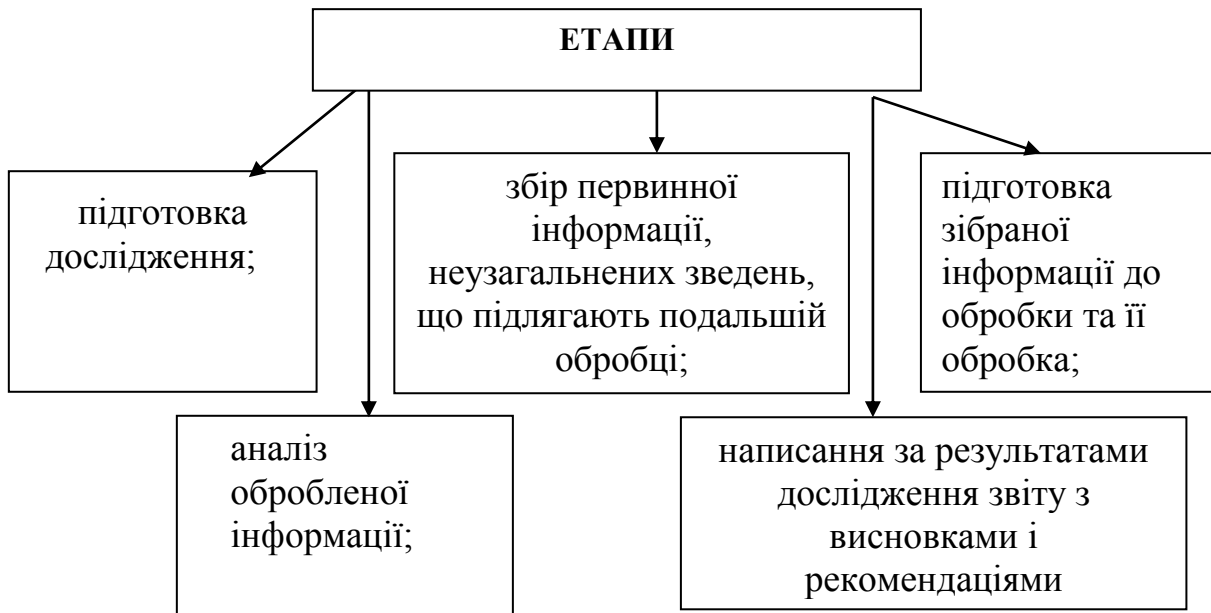 ЕТАПИ
підготовка
дослідження;
збір первинної
інформації,
неузагальнених зведень,
що підлягають подальшій
обробці;
підготовка
зібраної
інформації до
обробки та її
обробка;
аналіз
обробленої
інформації;
написання за результатами
дослідження звіту з
висновками і
рекомендаціями